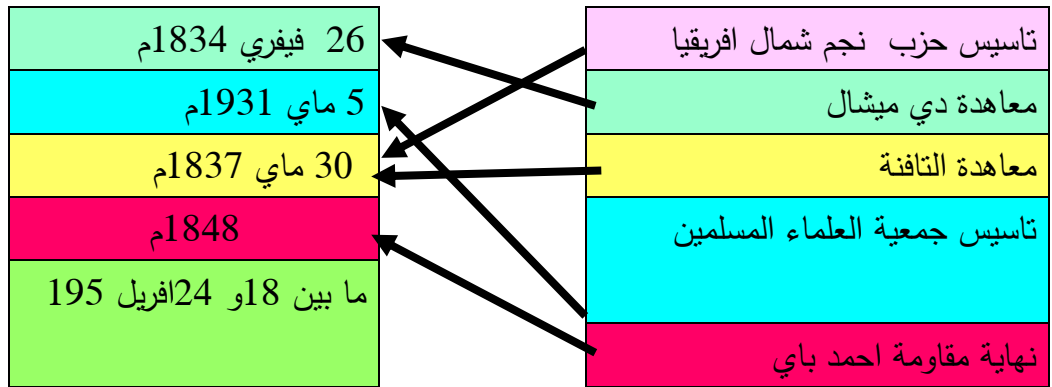 تاسيس حزب نجم شمال افريقيا
معاهدة دي ميشال
معاهدة التافنة
تاسيس جمعية العلماء المسلمين
نهاية مقاومة احمد باي
26 فيفري 1834م
5 ماي 1931م
30 ماي 1837م
1848م
ما بين 18و 24افريل 195